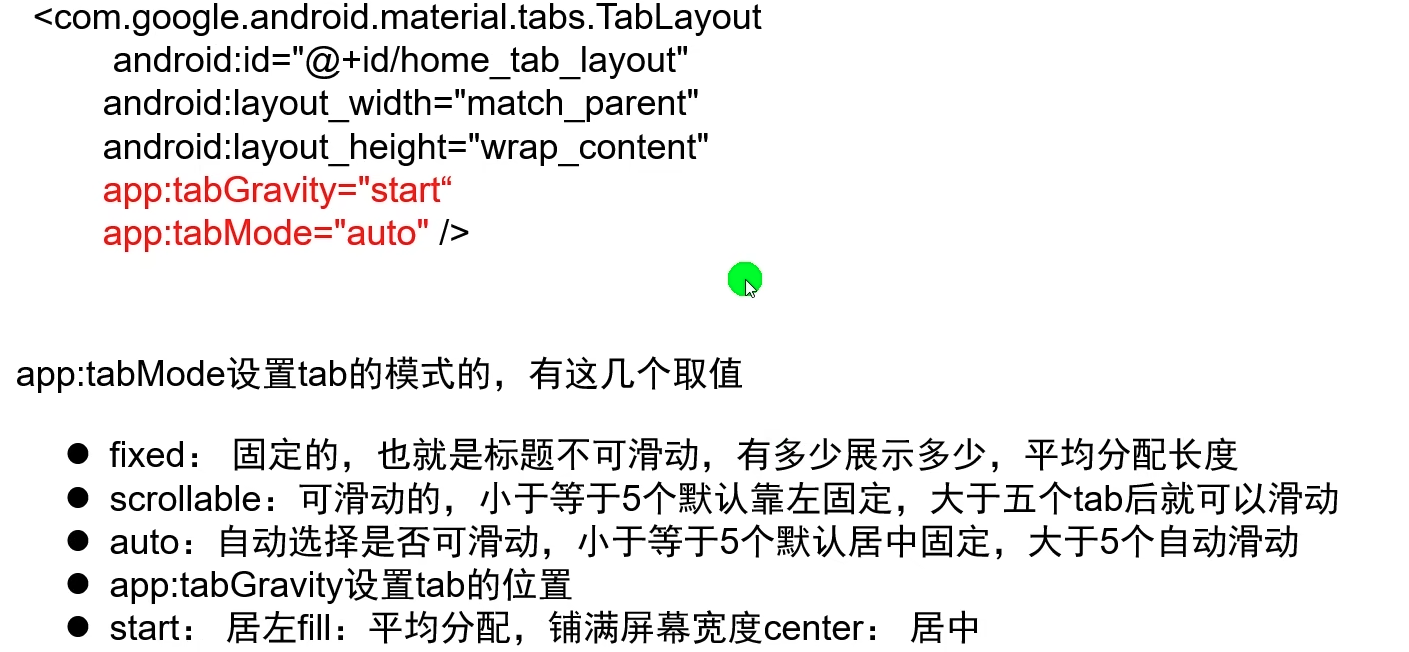 <com.google.android.material.tabs.TabLayout
android:id="@+id/home_tab_layout"
android:layout_width="match_parent"
android:layout_height="wrap_content"
app:tabGravity="start“
app:tabMode="auto" />
app:tabMode设置tab的模式的，有这几个取值
● fixed： 固定的，也就是标题不可滑动，有多少展示多少，平均分配长度
● scrollable：可滑动的，小于等于5个默认靠左固定，大于五个tab后就可以滑动
● auto：自动选择是否可滑动，小于等于5个默认居中固定，大于5个自动滑动
● app:tabGravity设置tab的位置
● start： 居左fill：平均分配，铺满屏幕宽度center： 居中